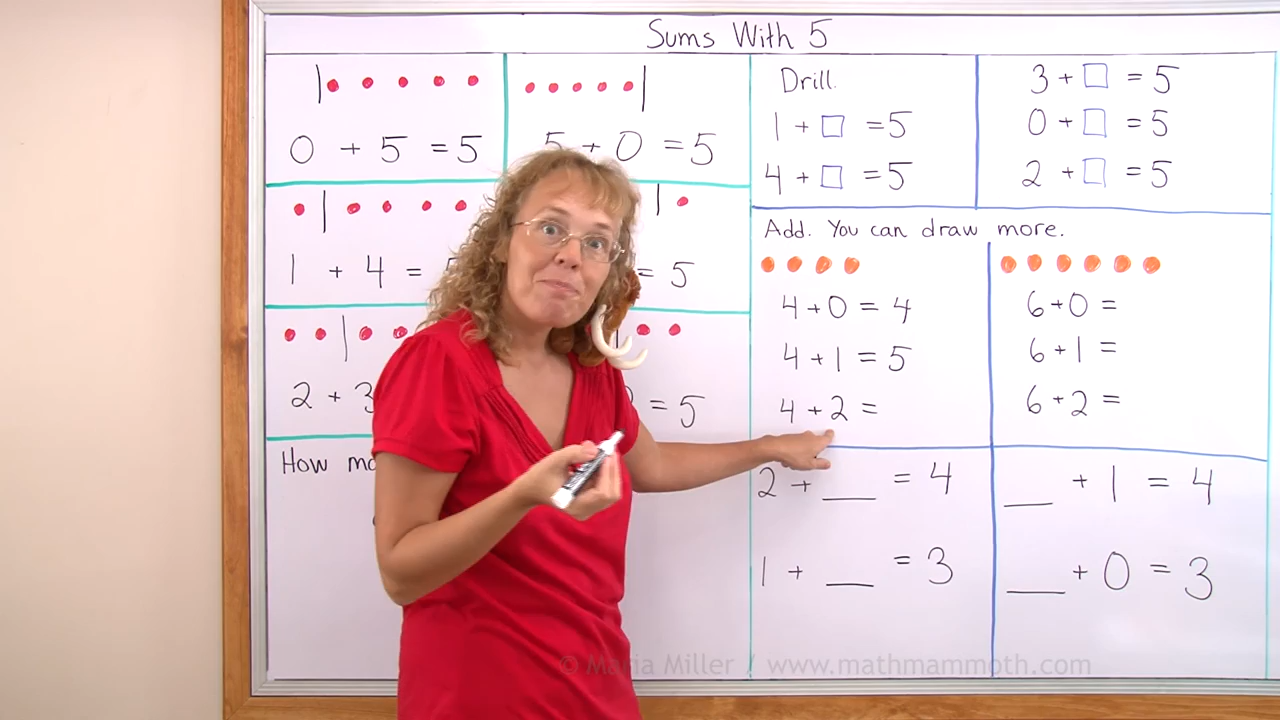 Sums With 5
0 + 5 = 5
5 + 0 = 5
1 + 4 =
= 5
2 + 3
= 5
How
Drill.
1 + □ = 5
4 + □ = 5
3 + □ = 5
0 + □ = 5
2 + □ = 5
Add. You can draw more.
4 + 0 = 4
4 + 1 = 5
4 + 2 =
6 + 0 =
6 + 1 =
6 + 2 =
2 + ___ = 4
1 + ___ = 3
___ + 1 = 4
___ + 0 = 3
© Maria Miller / www.mathmammoth.com